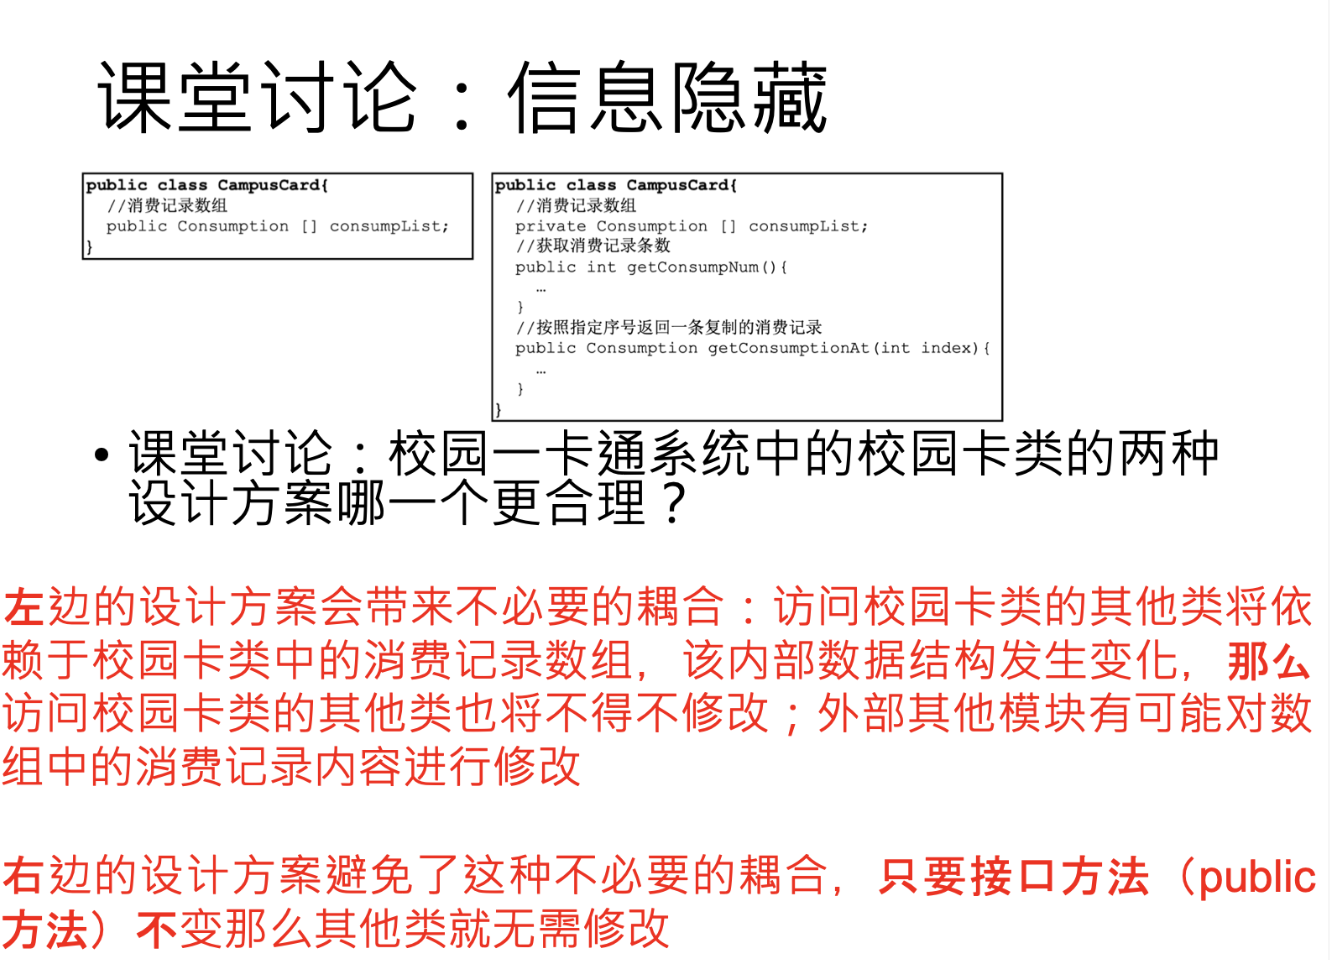 课堂讨论：信息隐藏
public class CampusCard{
//消费记录数组
public Consumption [] consumpList;
}
public class CampusCard{
//消费记录数组
private Consumption [] consumpList;
//获取消费记录条数
public int getConsumpNum(){
…
}
//按照指定序号返回一条复制的消费记录
public Consumption getConsumptionAt(int index){
…
}
}
• 课堂讨论：校园一卡通系统中的校园卡类的两种
设计方案哪一个更合理？
左边的设计方案会带来不必要的耦合：访问校园卡类的其他类将依
赖于校园卡类中的消费记录数组，该内部数据结构发生变化，那么
访问校园卡类的其他类也将不得不修改；外部其他模块有可能对数
组中的消费记录内容进行修改
右边的设计方案避免了这种不必要的耦合，只要接口方法（public
方法）不变那么其他类就无需修改